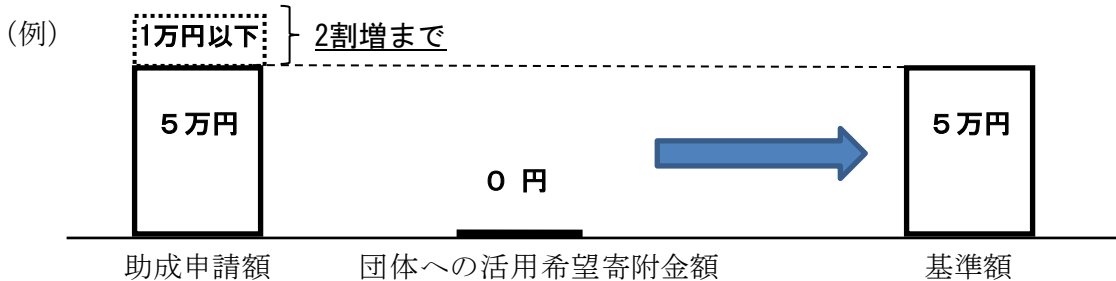 （例）
1万円以下 2割増まで
５万円 ５万円
０ 円
助成申請額 団体への活用希望寄附金額 基準額